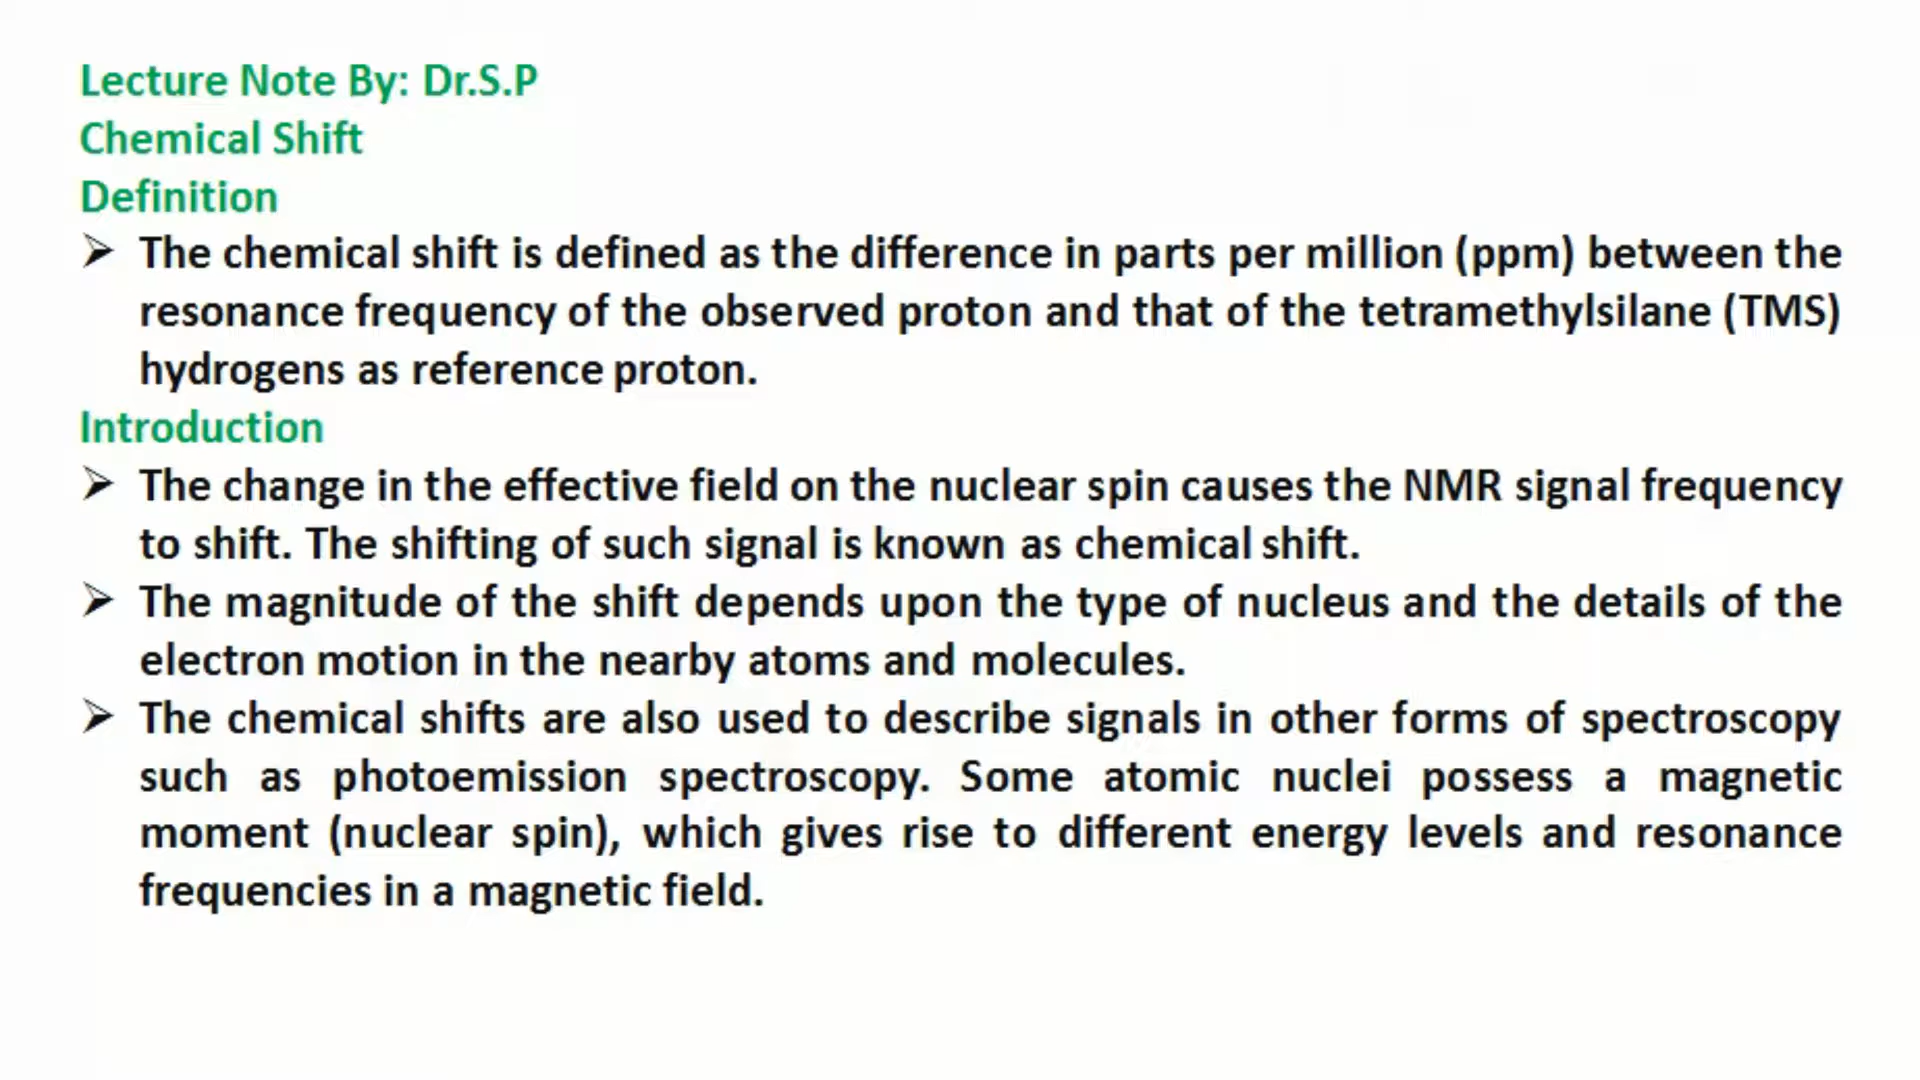 Lecture Note By: Dr.S.P
Chemical Shift
Definition
➢ The chemical shift is defined as the difference in parts per million (ppm) between the
resonance frequency of the observed proton and that of the tetramethylsilane (TMS)
hydrogens as reference proton.
Introduction
➢ The change in the effective field on the nuclear spin causes the NMR signal frequency
to shift. The shifting of such signal is known as chemical shift.
➢ The magnitude of the shift depends upon the type of nucleus and the details of the
electron motion in the nearby atoms and molecules.
➢ The chemical shifts are also used to describe signals in other forms of spectroscopy
such as photoemission spectroscopy. Some atomic nuclei possess a magnetic
moment (nuclear spin), which gives rise to different energy levels and resonance
frequencies in a magnetic field.